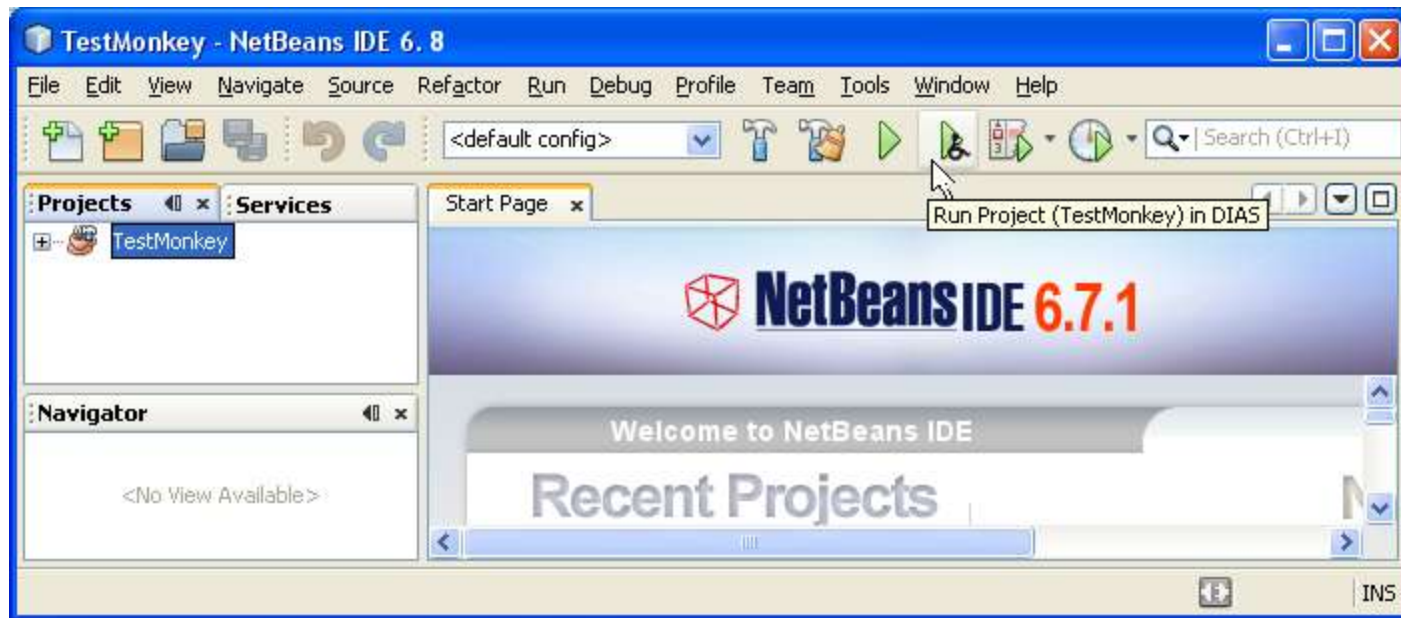 TestMonkey - NetBeans IDE 6. 8
File Edit View Navigate Source Refactor Run Debug Profile Team Tools Window Help
<default config> Search (Ctrl+I)
Projects Services Start Page
Run Project (TestMonkey) in DIAS
TestMonkey
NetBeans IDE 6.7.1
Navigator
Welcome to NetBeans IDE
<No View Available>
Recent Projects
INS